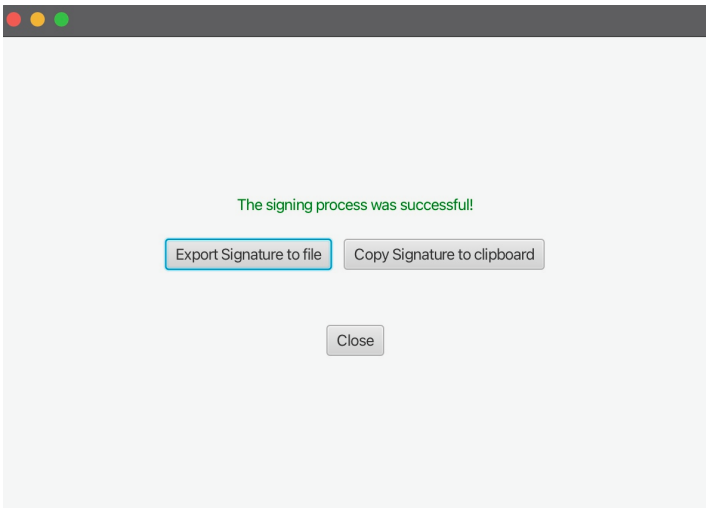 The signing process was successful!
Export Signature to file Copy Signature to clipboard
Close